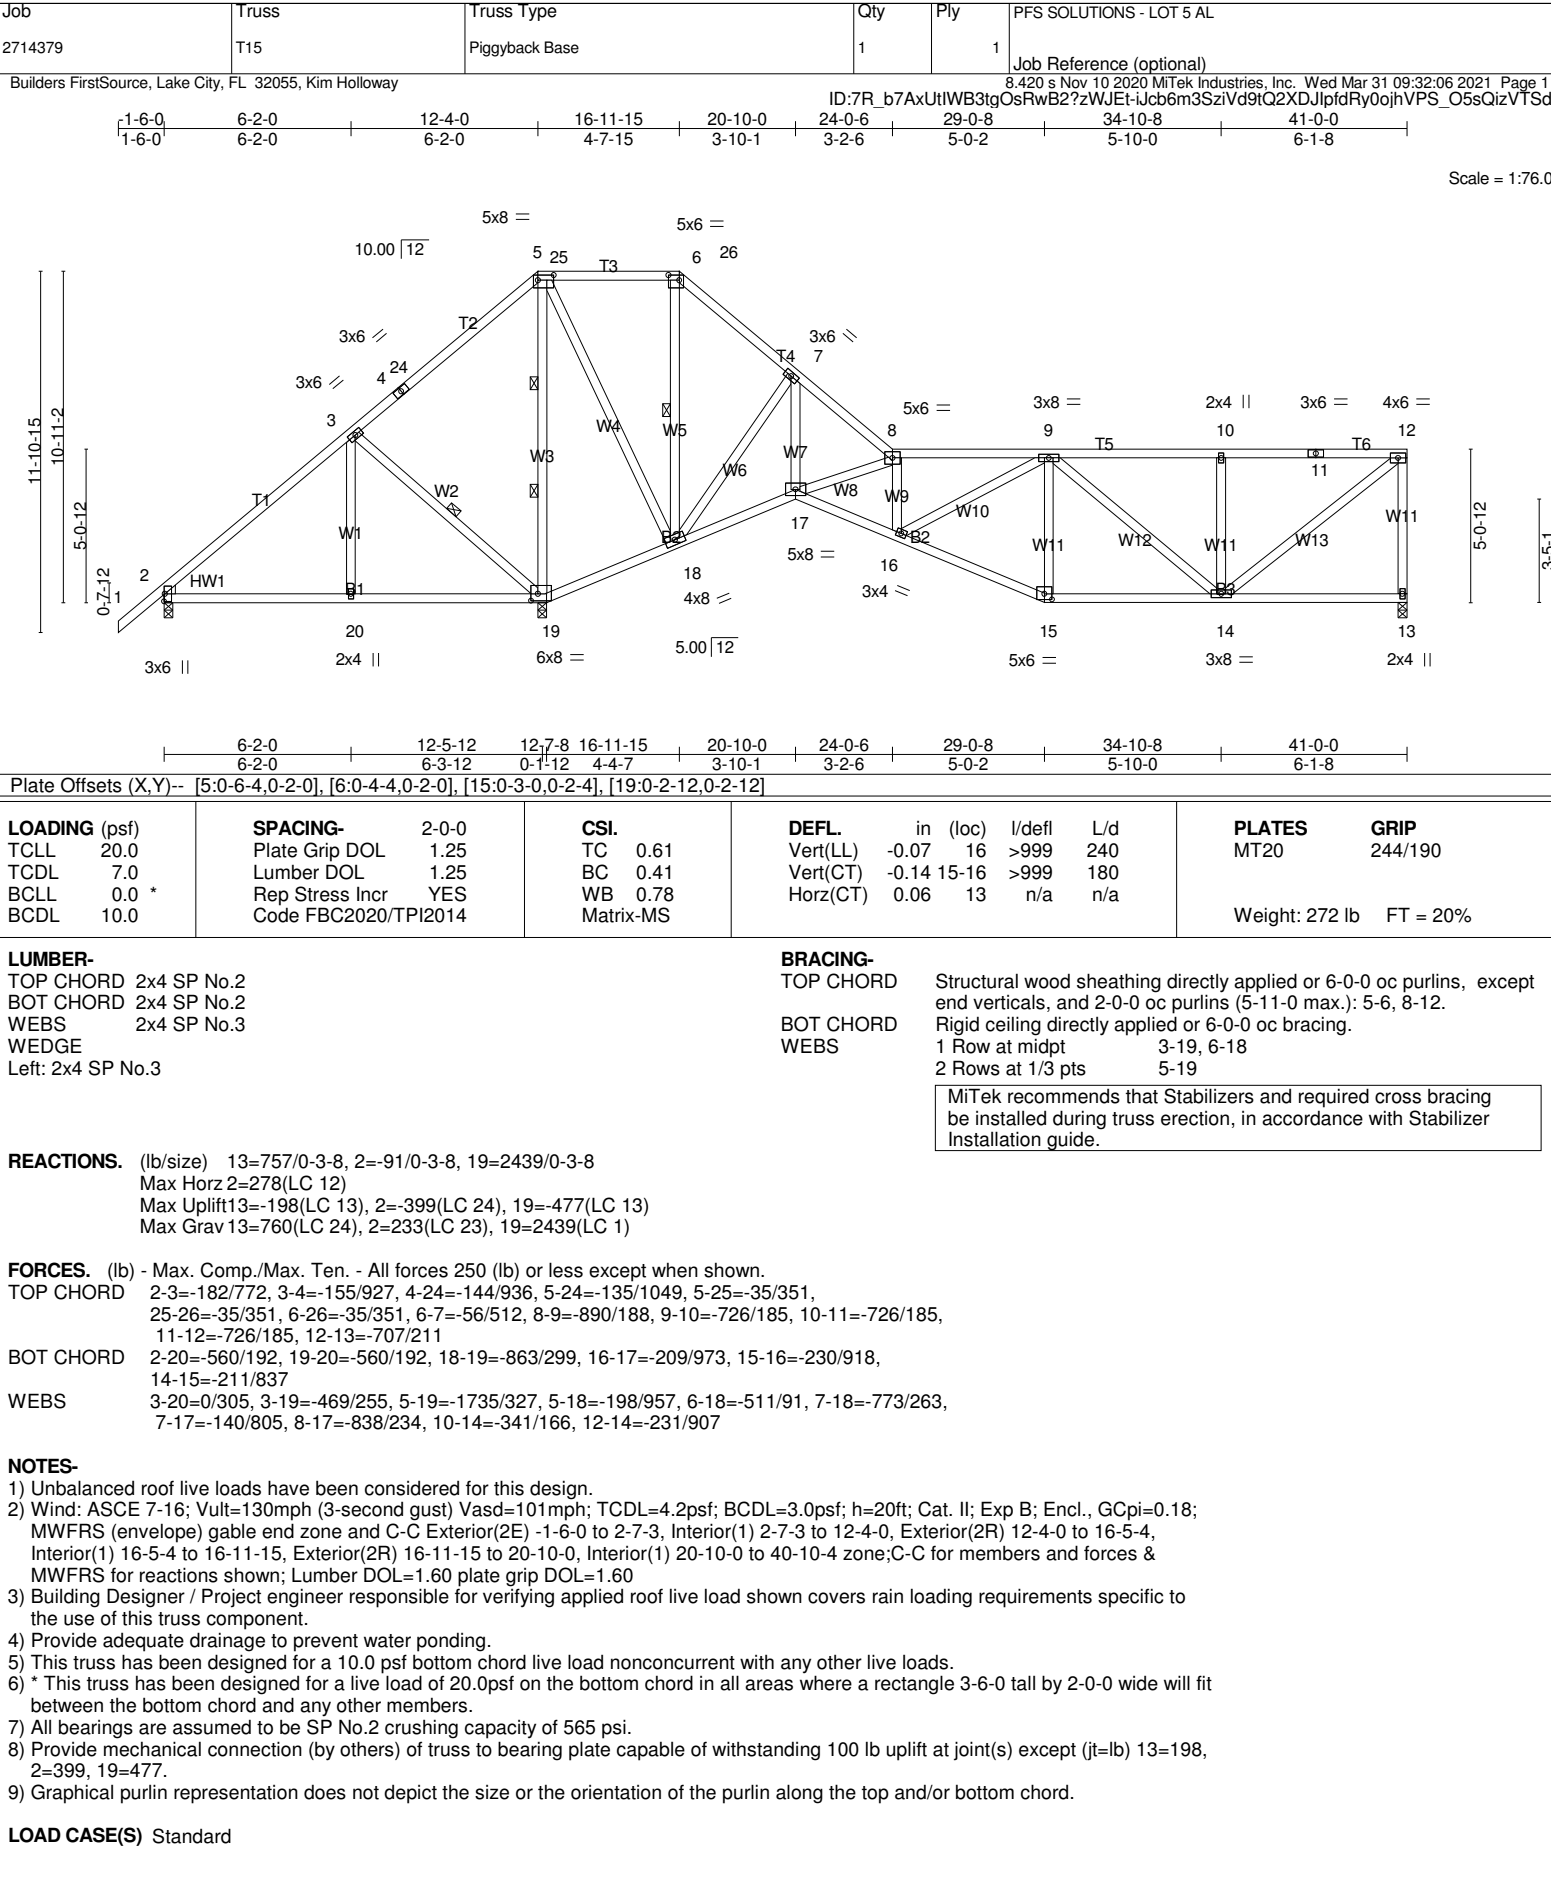 Job Truss Truss Type Qty Ply PFS SOLUTIONS - LOT 5 AL
2714379 T15 Piggyback Base 1 1
Job Reference (optional)
Builders FirstSource, Lake City, FL 32055, Kim Holloway 8.420 s Nov 10 2020 MiTek Industries, Inc. Wed Mar 31 09:32:06 2021 Page 1
ID:7R_b7AxUtIWB3tgOsRwB2?zWJEt-iJcb6m3SziVd9tQ2XDJIpfdRy0ojhVPS_O5sQizVTSd
-1-6-0 6-2-0 12-4-0 16-11-15 20-10-0 24-0-6 29-0-8 34-10-8 41-0-0
1-6-0 6-2-0 6-2-0 4-7-15 3-10-1 3-2-6 5-0-2 5-10-0 6-1-8
Scale = 1:76.0
5x8 = 5x6 =
10.00 12
5 25 T3 6 26
T2 3x6 // 3x6 \\
T4 7
24
4
3x6 //
3
5x6 = 3x8 = 2x4 || 3x6 = 4x6 =
8 9 T5 10 T6 12
11
11-10-15
10-11-2
5-0-12
0-7-12
W4 W5 W3 W7 W6
T1 W2 W8 W9 W10 W11
5-0-12
3-5-1
W1 17 W11 W12 W11 W13
B2 B2
5x8 =
2 HW1 1 B1 18 16 B3
4x8 // 3x4 \\
20 19 15 14 13
3x6 || 2x4 || 6x8 = 5.00 12 5x6 = 3x8 = 2x4 ||
6-2-0 12-5-12 12-7-8 16-11-15 20-10-0 24-0-6 29-0-8 34-10-8 41-0-0
6-2-0 6-3-12 0-1-12 4-4-7 3-10-1 3-2-6 5-0-2 5-10-0 6-1-8
Plate Offsets (X,Y)-- [5:0-6-4,0-2-0], [6:0-4-4,0-2-0], [15:0-3-0,0-2-4], [19:0-2-12,0-2-12]
LOADING (psf) SPACING- 2-0-0 CSI. DEFL. in (loc) l/defl L/d PLATES GRIP
TCLL 20.0 Plate Grip DOL 1.25 TC 0.61 Vert(LL) -0.07 16 >999 240 MT20 244/190
TCDL 7.0 Lumber DOL 1.25 BC 0.41 Vert(CT) -0.14 15-16 >999 180
BCLL 0.0 * Rep Stress Incr YES WB 0.78 Horz(CT) 0.06 13 n/a n/a
BCDL 10.0 Code FBC2020/TPI2014 Matrix-MS Weight: 272 lb FT = 20%
LUMBER-
TOP CHORD 2x4 SP No.2
BOT CHORD 2x4 SP No.2
WEBS 2x4 SP No.3
WEDGE
Left: 2x4 SP No.3
BRACING-
TOP CHORD Structural wood sheathing directly applied or 6-0-0 oc purlins, except
end verticals, and 2-0-0 oc purlins (5-11-0 max.): 5-6, 8-12.
BOT CHORD Rigid ceiling directly applied or 6-0-0 oc bracing.
WEBS 1 Row at midpt 3-19, 6-18
2 Rows at 1/3 pts 5-19
MiTek recommends that Stabilizers and required cross bracing
be installed during truss erection, in accordance with Stabilizer
Installation guide.
REACTIONS. (lb/size) 13=757/0-3-8, 2=-91/0-3-8, 19=2439/0-3-8
Max Horz 2=278(LC 12)
Max Uplift13=-198(LC 13), 2=-399(LC 24), 19=-477(LC 13)
Max Grav 13=760(LC 24), 2=233(LC 23), 19=2439(LC 1)
FORCES. (lb) - Max. Comp./Max. Ten. - All forces 250 (lb) or less except when shown.
TOP CHORD 2-3=-182/772, 3-4=-155/927, 4-24=-144/936, 5-24=-135/1049, 5-25=-35/351,
25-26=-35/351, 6-26=-35/351, 6-7=-56/512, 8-9=-890/188, 9-10=-726/185, 10-11=-726/185,
11-12=-726/185, 12-13=-707/211
BOT CHORD 2-20=-560/192, 19-20=-560/192, 18-19=-863/299, 16-17=-209/973, 15-16=-230/918,
14-15=-211/837
WEBS 3-20=0/305, 3-19=-469/255, 5-19=-1735/327, 5-18=-198/957, 6-18=-511/91, 7-18=-773/263,
7-17=-140/805, 8-17=-838/234, 10-14=-341/166, 12-14=-231/907
NOTES-
1) Unbalanced roof live loads have been considered for this design.
2) Wind: ASCE 7-16; Vult=130mph (3-second gust) Vasd=101mph; TCDL=4.2psf; BCDL=3.0psf; h=20ft; Cat. II; Exp B; Encl., GCpi=0.18;
MWFRS (envelope) gable end zone and C-C Exterior(2E) -1-6-0 to 2-7-3, Interior(1) 2-7-3 to 12-4-0, Exterior(2R) 12-4-0 to 16-5-4,
Interior(1) 16-5-4 to 16-11-15, Exterior(2R) 16-11-15 to 20-10-0, Interior(1) 20-10-0 to 40-10-4 zone;C-C for members and forces &
MWFRS for reactions shown; Lumber DOL=1.60 plate grip DOL=1.60
3) Building Designer / Project engineer responsible for verifying applied roof live load shown covers rain loading requirements specific to
the use of this truss component.
4) Provide adequate drainage to prevent water ponding.
5) This truss has been designed for a 10.0 psf bottom chord live load nonconcurrent with any other live loads.
6) * This truss has been designed for a live load of 20.0psf on the bottom chord in all areas where a rectangle 3-6-0 tall by 2-0-0 wide will fit
between the bottom chord and any other members.
7) All bearings are assumed to be SP No.2 crushing capacity of 565 psi.
8) Provide mechanical connection (by others) of truss to bearing plate capable of withstanding 100 lb uplift at joint(s) except (jt=lb) 13=198,
2=399, 19=477.
9) Graphical purlin representation does not depict the size or the orientation of the purlin along the top and/or bottom chord.
LOAD CASE(S) Standard